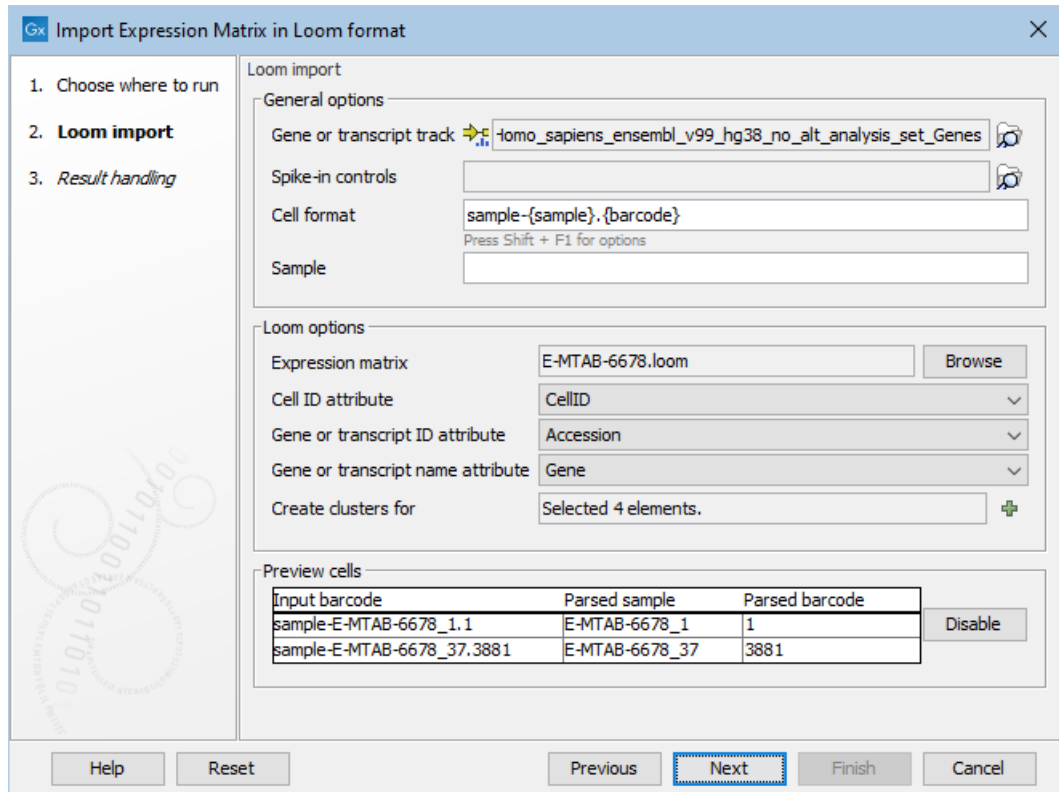 Gx Import Expression Matrix in Loom format
1. Choose where to run
2. Loom import
3. Result handling
Loom import
General options
Gene or transcript track Homo_sapiens_ensembl_v99_hg38_no_alt_analysis_set_Genes
Spike-in controls
Cell format sample-{sample}.{barcode}
Press Shift + F1 for options
Sample
Loom options
Expression matrix E-MTAB-6678.loom Browse
Cell ID attribute CellID
Gene or transcript ID attribute Accession
Gene or transcript name attribute Gene
Create clusters for Selected 4 elements.
Preview cells
Input barcode Parsed sample Parsed barcode
sample-E-MTAB-6678_1.1 E-MTAB-6678_1 1
sample-E-MTAB-6678_37.3881 E-MTAB-6678_37 3881
Disable
Help Reset Previous Next Finish Cancel